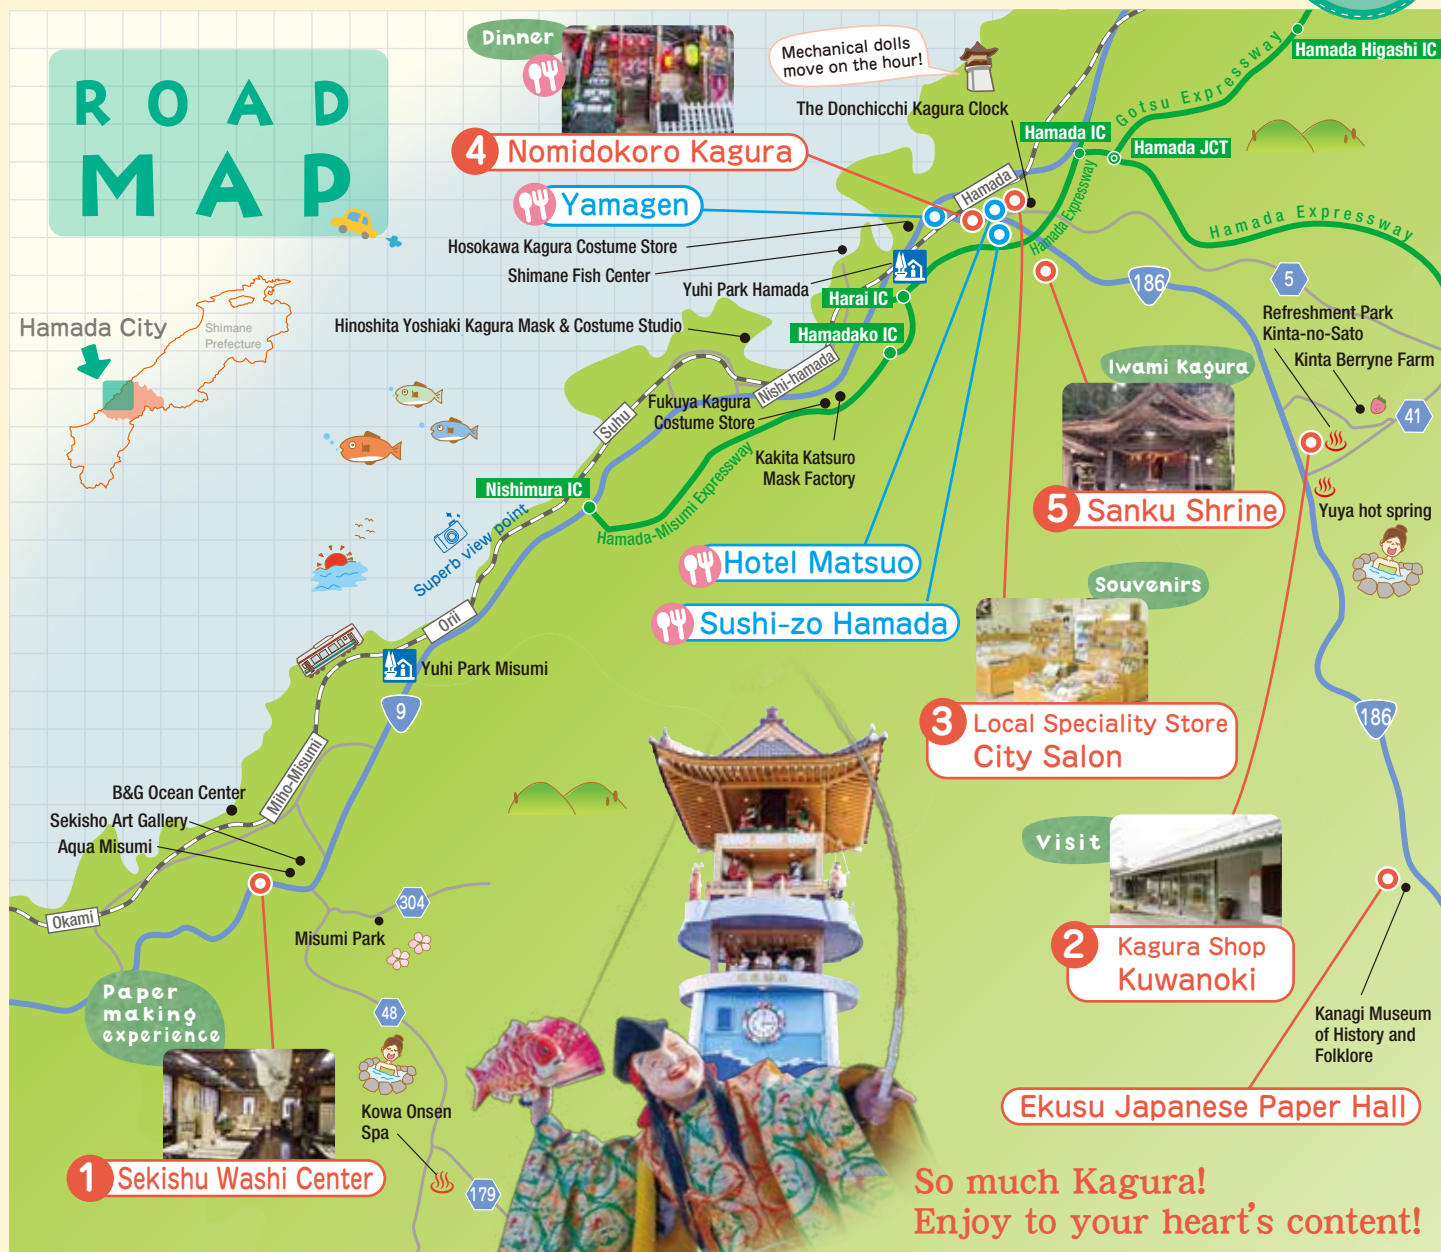 ROAD
MAP
Hamada City
Shimane
Prefecture
Dinner
4 Nomidokoro Kagura
Mechanical dolls
move on the hour!
The Donchicchi Kagura Clock
Hamada Higashi IC
Gotsu Expressway
Hamada IC
Hamada JCT
Hamada
Hamada Expressway
Hamada Expressway
Yamagen
Hosokawa Kagura Costume Store
Shimane Fish Center
Yuhi Park Hamada
Harai IC
Hinoshita Yoshiaki Kagura Mask & Costume Studio
Hamadako IC
186
5
Refreshment Park
Kinta-no-Sato
Kinta Berryne Farm
41
Iwami Kagura
5 Sanku Shrine
Yuya hot spring
Nishi-hamada
Suhu
Fukuya Kagura
Costume Store
Kakita Katsuro
Mask Factory
Nishimura IC
Hamada-Misumi Expressway
Superb view point
Hotel Matsuo
Sushi-zo Hamada
Souvenirs
3 Local Speciality Store
City Salon
186
Orii
Yuhi Park Misumi
9
Miho-Misumi
B&G Ocean Center
Sekisho Art Gallery
Aqua Misumi
Okami
304
Misumi Park
Visit
2 Kagura Shop
Kuwanoki
Kanagi Museum
of History and
Folklore
Ekusu Japanese Paper Hall
Paper
making
experience
48
Kowa Onsen
Spa
179
1 Sekishu Washi Center
So much Kagura!
Enjoy to your heart's content!